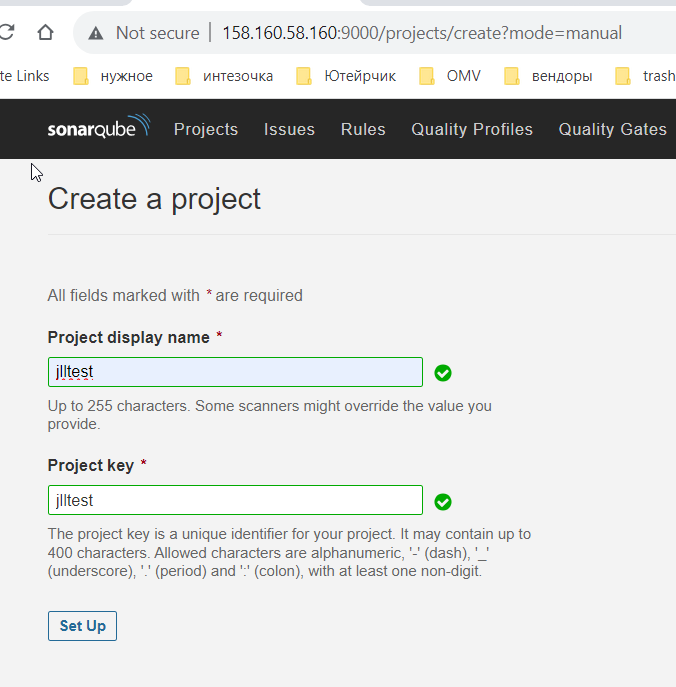 Not secure | 158.160.58.160:9000/projects/create?mode=manual
te Links нужное интезочка Ютейрчик OMV вендоры trash
sonarqube Projects Issues Rules Quality Profiles Quality Gates
Create a project
All fields marked with * are required
Project display name *
jlltest
Up to 255 characters. Some scanners might override the value you
provide.
Project key *
jlltest
The project key is a unique identifier for your project. It may contain up to
400 characters. Allowed characters are alphanumeric, '-' (dash), '_'
(underscore), '.' (period) and ':' (colon), with at least one non-digit.
Set Up